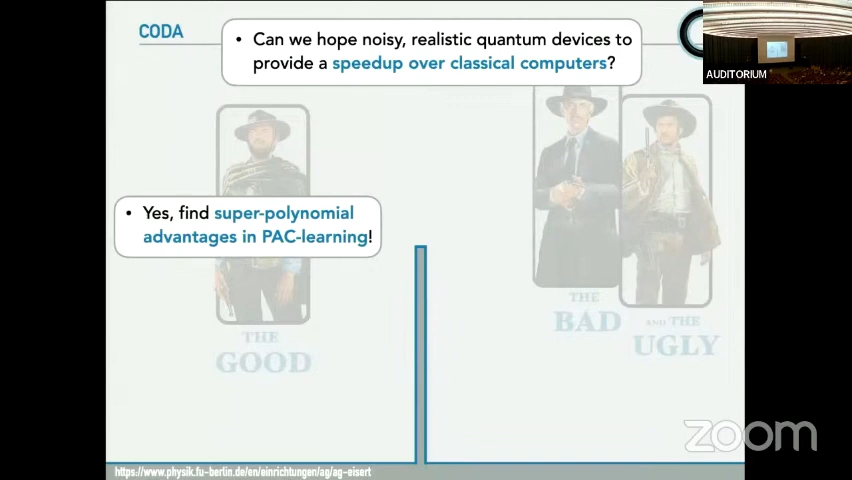 CODA
• Can we hope noisy, realistic quantum devices to
provide a speedup over classical computers?
AUDITORIUM
• Yes, find super-polynomial
advantages in PAC-learning!
THE
GOOD
THE
BAD
AND THE
UGLY
zoom
https://www.physik.fu-berlin.de/en/einrichtungen/ag/ag-eisert